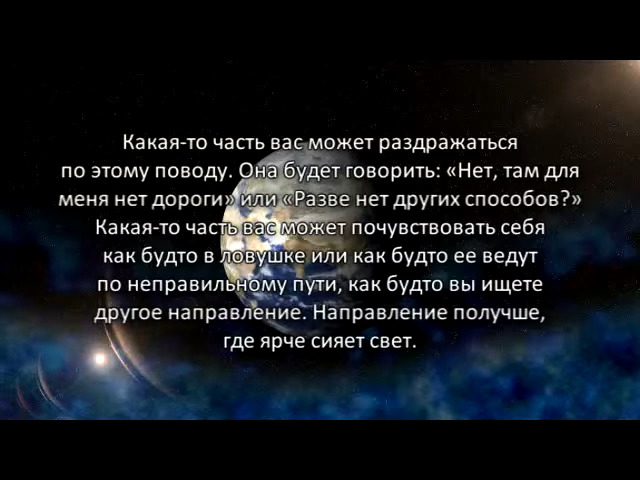 Какая-то часть вас может раздражаться
по этому поводу. Она будет говорить: «Нет, там для
меня нет дороги» или «Разве нет других способов?»
Какая-то часть вас может почувствовать себя
как будто в ловушке или как будто ее ведут
по неправильному пути, как будто вы ищете
другое направление. Направление получше,
где ярче сияет свет.